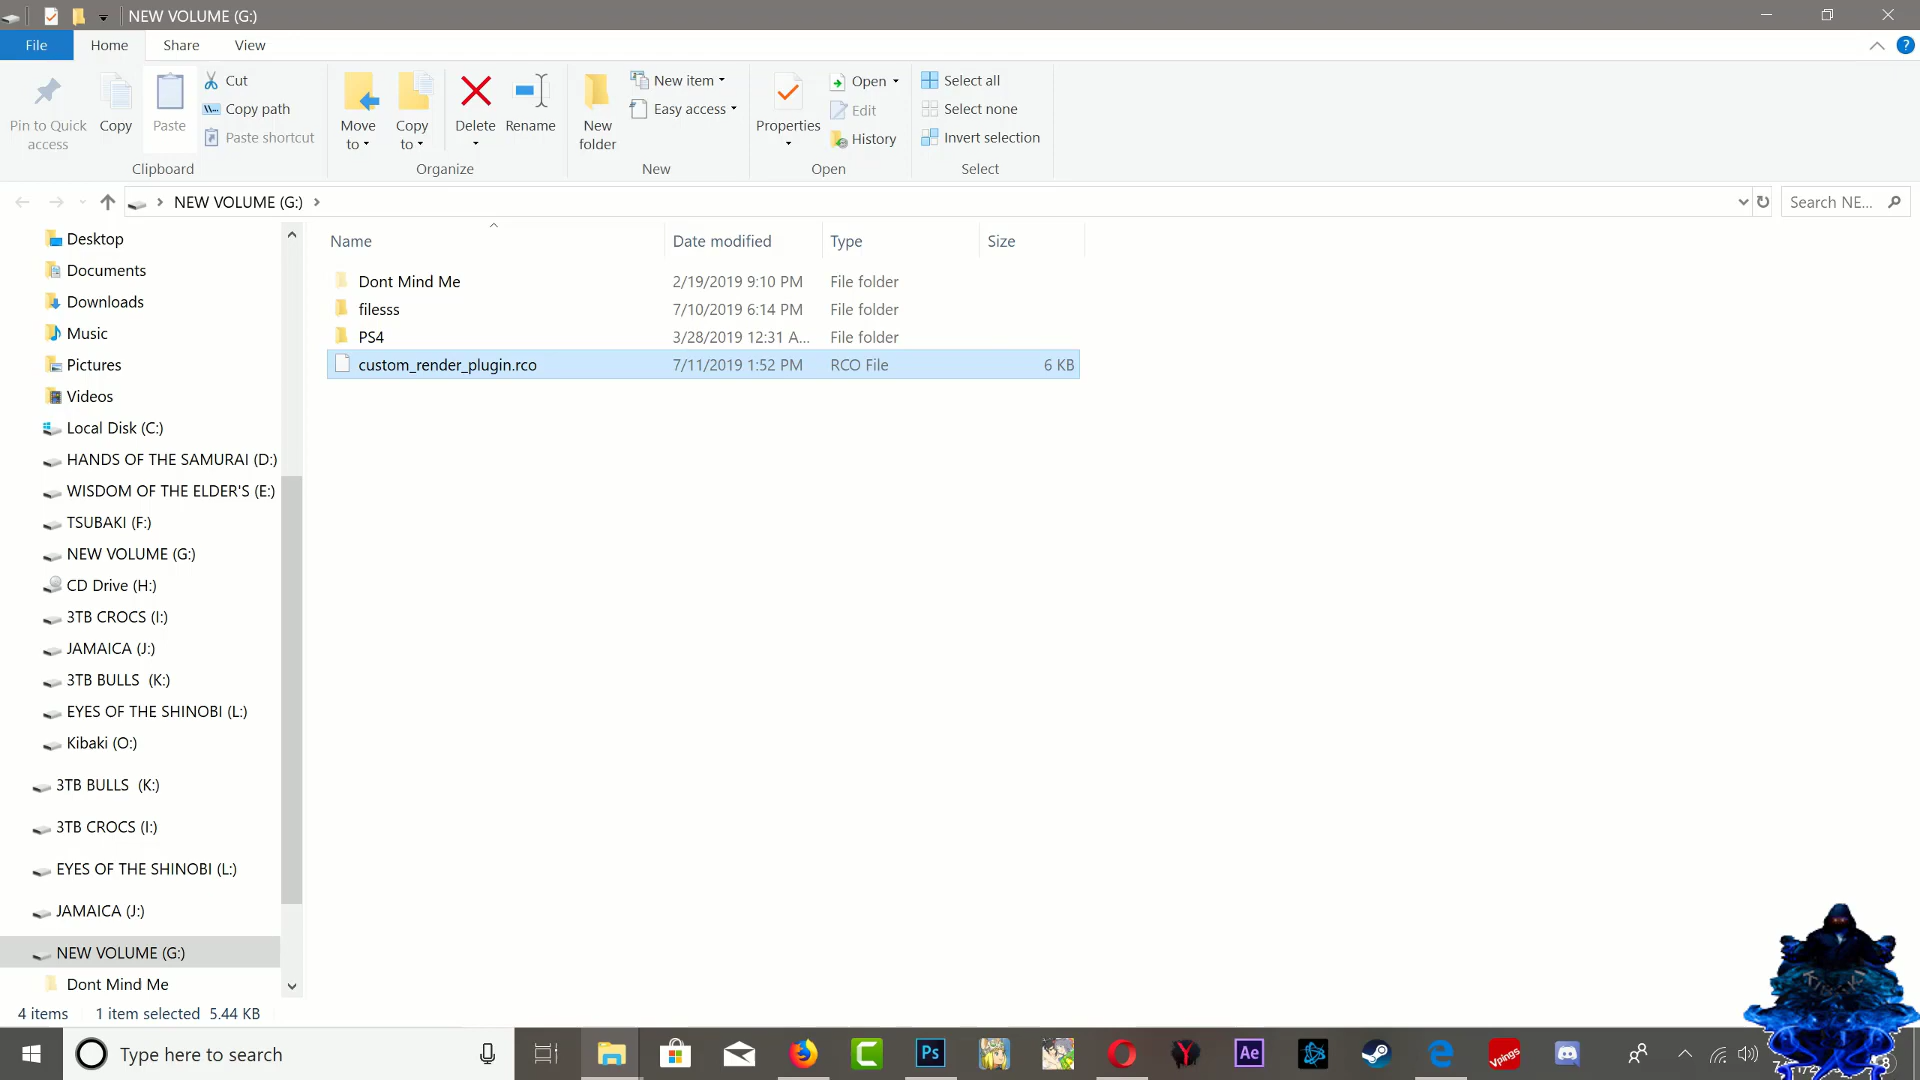 NEW VOLUME (G:)
File Home Share View
Pin to Quick access
Copy
Paste
Cut
Copy path
Paste shortcut
Clipboard
Move to
Copy to
Delete
Rename
Organize
New folder
New item
Easy access
New
Properties
Open
Edit
History
Open
Select all
Select none
Invert selection
Select
NEW VOLUME (G:)
Search NE...
Desktop
Documents
Downloads
Music
Pictures
Videos
Local Disk (C:)
HANDS OF THE SAMURAI (D:)
WISDOM OF THE ELDER'S (E:)
TSUBAKI (F:)
NEW VOLUME (G:)
CD Drive (H:)
3TB CROCS (I:)
JAMAICA (J:)
3TB BULLS (K:)
EYES OF THE SHINOBI (L:)
Kibaki (O:)
3TB BULLS (K:)
3TB CROCS (I:)
EYES OF THE SHINOBI (L:)
JAMAICA (J:)
NEW VOLUME (G:)
Dont Mind Me
Name Date modified Type Size
Dont Mind Me 2/19/2019 9:10 PM File folder
filesss 7/10/2019 6:14 PM File folder
PS4 3/28/2019 12:31 A... File folder
custom_render_plugin.rco 7/11/2019 1:52 PM RCO File 6 KB
4 items 1 item selected 5.44 KB
Type here to search
Ps
Ae
Vpings